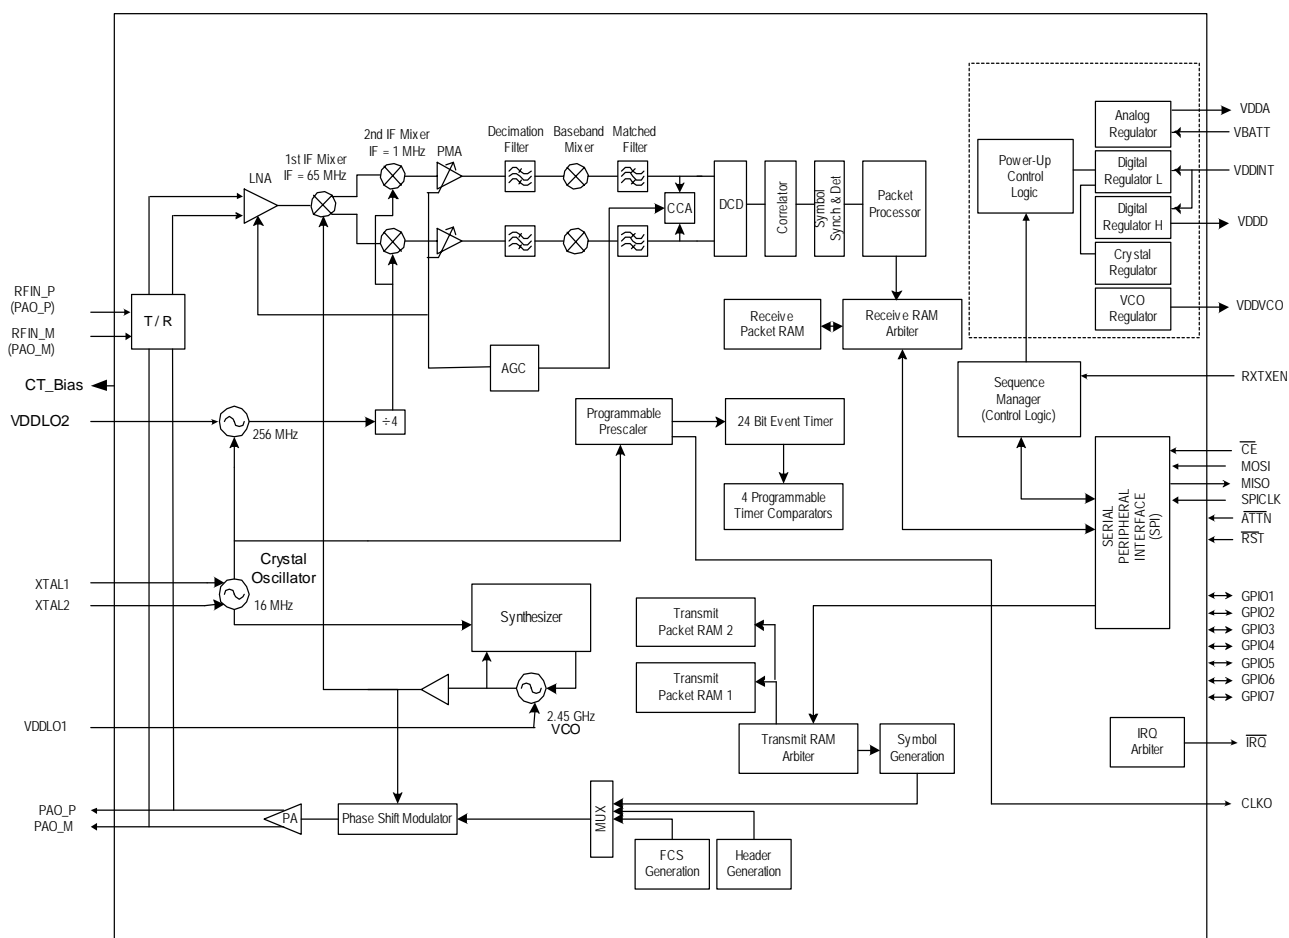 2nd IF Mixer
IF = 1 MHz
PMA
Decimation
Filter
Baseband
Mixer
Matched
Filter
1st IF Mixer
IF = 65 MHz
LNA
CCA
DCD
Correlator
Symbol
Synch & Det
Packet
Processor
Power-Up
Control
Logic
Analog
Regulator
Digital
Regulator L
Digital
Regulator H
Crystal
Regulator
VCO
Regulator
VDDA
VBATT
VDDINT
VDDD
VDDVCO
RFIN_P
(PAO_P)
RFIN_M
(PAO_M)
T / R
CT_Bias
VDDLO2
256 MHz
÷4
AGC
Receive
Packet RAM
Receive RAM
Arbiter
Sequence
Manager
(Control Logic)
RXTXEN
Programmable
Prescaler
24 Bit Event Timer
4 Programmable
Timer Comparators
SERIAL
PERIPHERAL
INTERFACE
(SPI)
CE
MOSI
MISO
SPICLK
ATTN
RST
XTAL1
XTAL2
Crystal
Oscillator
16 MHz
Synthesizer
2.45 GHz
VCO
VDDLO1
Transmit
Packet RAM 2
Transmit
Packet RAM 1
Transmit RAM
Arbiter
Symbol
Generation
GPIO1
GPIO2
GPIO3
GPIO4
GPIO5
GPIO6
GPIO7
IRQ
Arbiter
IRQ
CLKO
PAO_P
PAO_M
PA
Phase Shift Modulator
MUX
FCS
Generation
Header
Generation